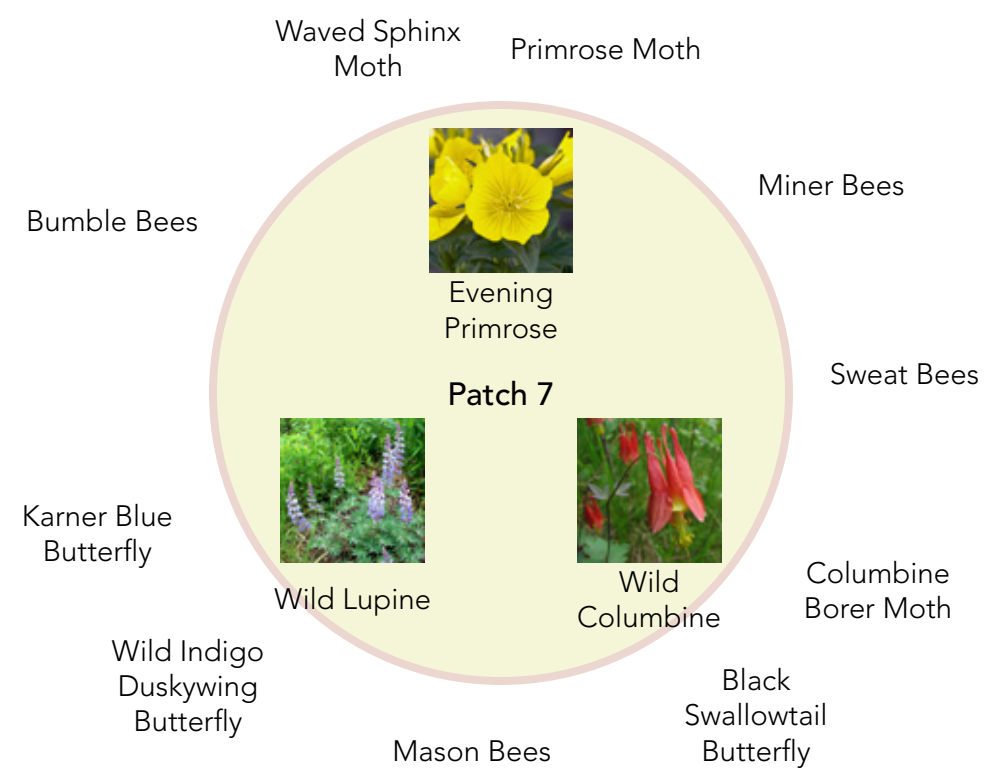 Waved Sphinx
Moth
Primrose Moth
Miner Bees
Bumble Bees
Evening
Primrose
Sweat Bees
Patch 7
Karner Blue
Butterfly
Wild Lupine
Wild
Columbine
Columbine
Borer Moth
Wild Indigo
Duskywing
Butterfly
Black
Swallowtail
Butterfly
Mason Bees